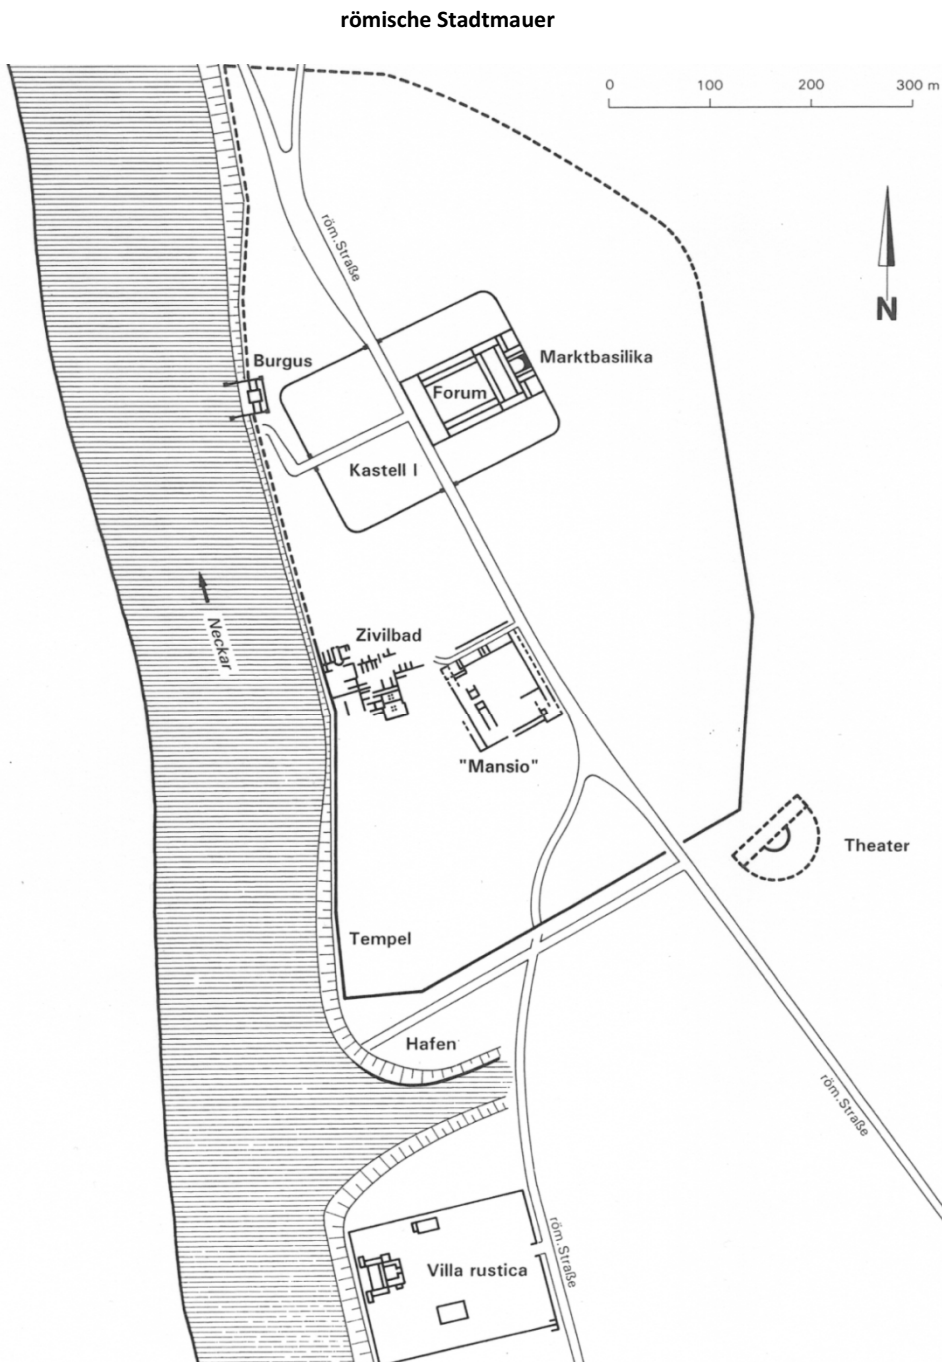 römische Stadtmauer
0 100 200 300 m
röm.Straße
N
Burgus
Marktbasilika
Forum
Kastell I
Neckar
Zivilbad
"Mansio"
Theater
Tempel
Hafen
röm.Straße
röm.Straße
Villa rustica